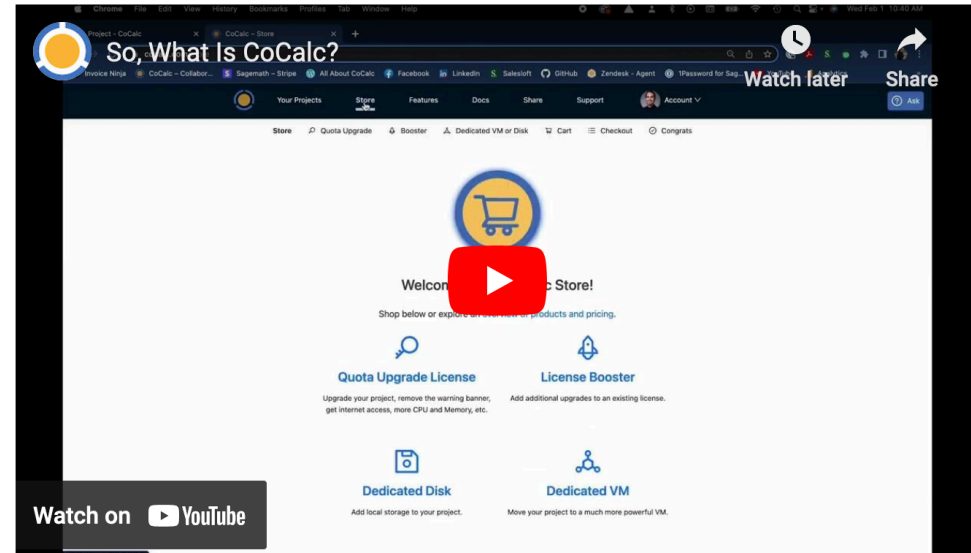 Chrome File Edit View History Bookmarks Profiles Tab Window Help
Wed Feb 1 10:40 AM
Project - CoCalc
CoCalc – Store
So, What Is CoCalc?
Watch later
Share
Invoice Ninja
CoCalc – Collabor...
Sagemath – Stripe
All About CoCalc
Facebook
LinkedIn
Salesloft
GitHub
Zendesk - Agent
1Password for Sag...
Your Projects Store Features Docs Share Support Account
Ask
Store Quota Upgrade Booster Dedicated VM or Disk Cart Checkout Congrats
Store!
Shop below or products and pricing.
Quota Upgrade License
Upgrade your project, remove the warning banner,
get internet access, more CPU and Memory, etc.
License Booster
Add additional upgrades to an existing license.
Dedicated Disk
Add local storage to your project.
Dedicated VM
Move your project to a much more powerful VM.
Watch on YouTube